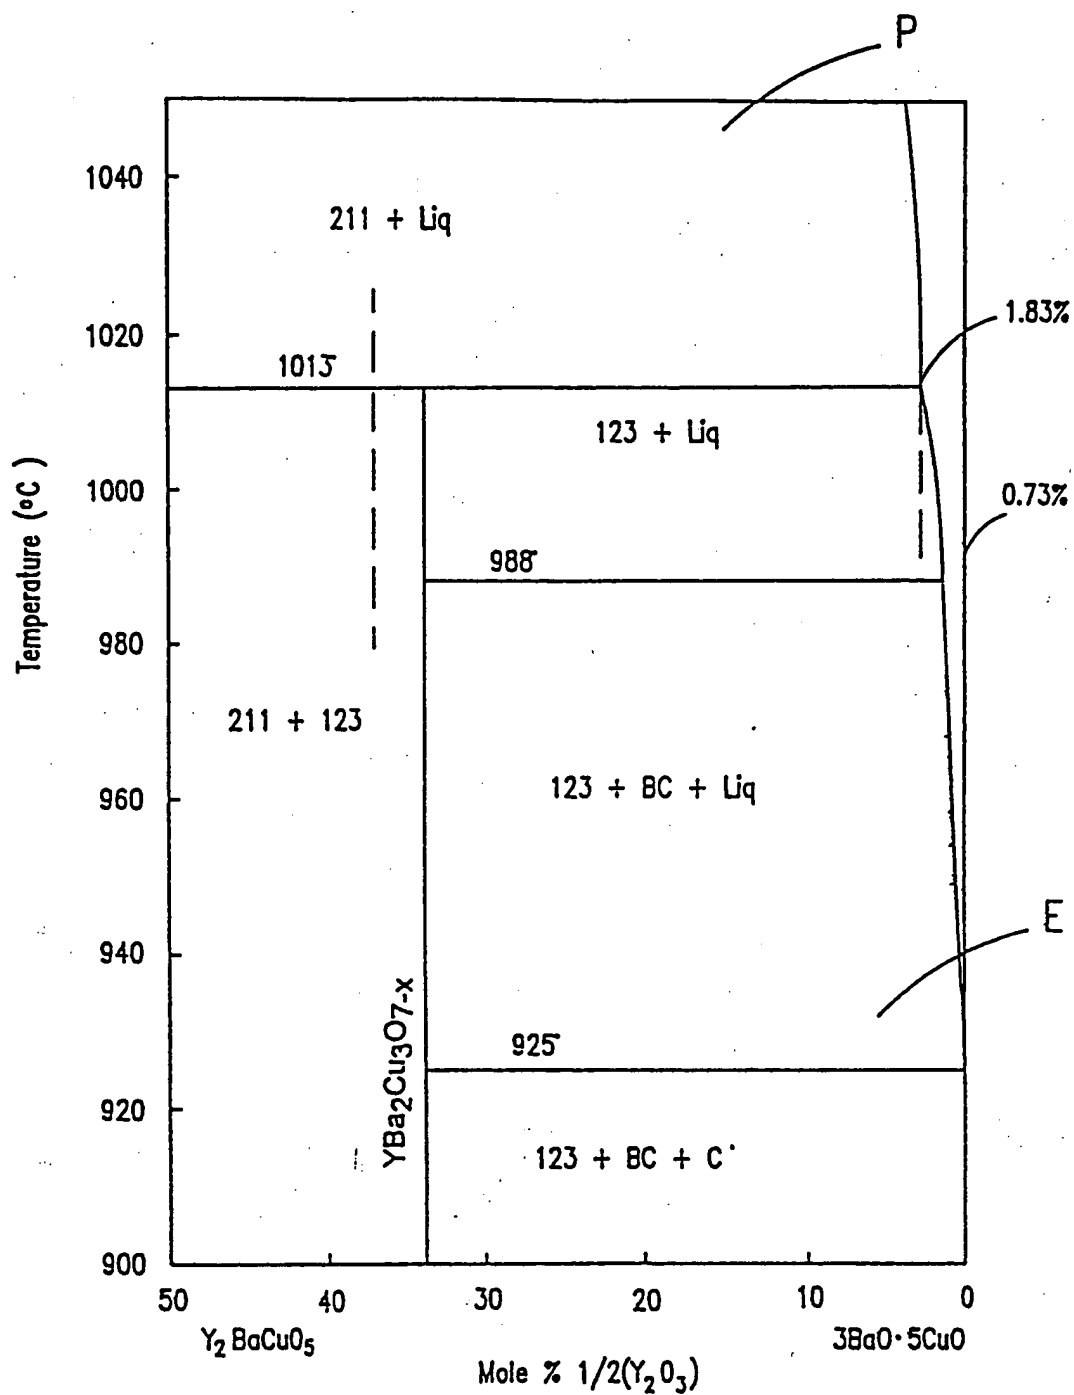 P
1040
211 + Liq
1.83%
1020
1013°
123 + Liq
1000
0.73%
988°
980
Temperature (oC)
211 + 123
960
123 + BC + Liq
940
E
YBa2Cu3O7-x
925°
920
123 + BC + C
900
50 40 30 20 10 0
Y2BaCuO5 3BaO·5CuO
Mole % 1/2(Y2O3)